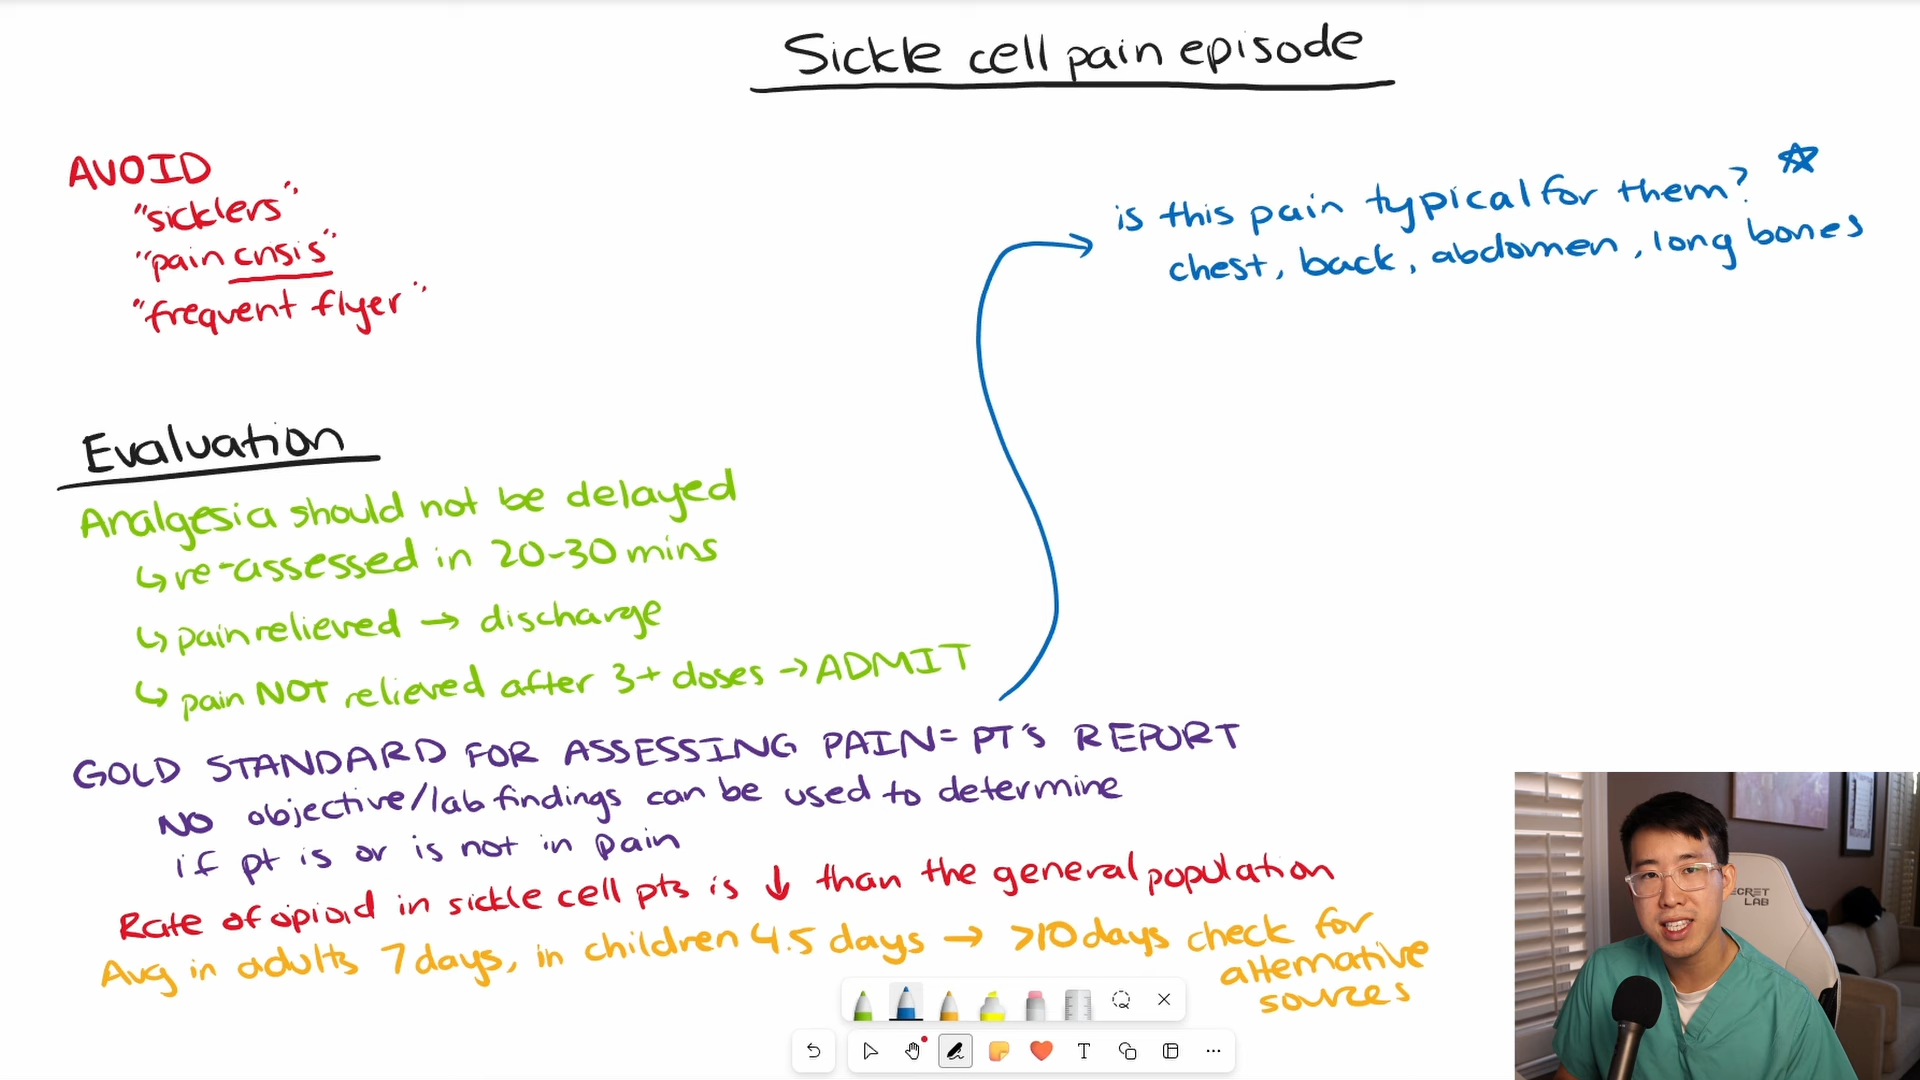 Sickle cell pain episode
AVOID
"sicklers"
"pain crisis"
"frequent flyer"
is this pain typical for them?
chest, back, abdomen, long bones
Evaluation
Analgesia should not be delayed
↳ re-assessed in 20-30 mins
↳ pain relieved → discharge
↳ pain NOT relieved after 3+ doses → ADMIT
GOLD STANDARD FOR ASSESSING PAIN = PT'S REPORT
NO objective/lab findings can be used to determine
if pt is or is not in pain
Rate of opioid in sickle cell pts is ↓ than the general population
Avg in adults 7 days, in children 4.5 days → >10 days check for
alternative
sources
SECRET
LAB
T